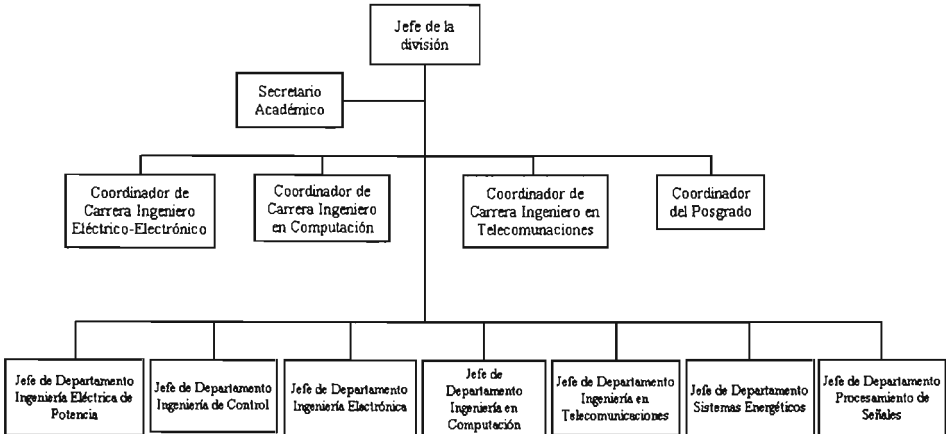 Jefe de la
división
Secretario
Académico
Coordinador de
Carrera Ingeniero
Eléctrico-Electrónico
Coordinador de
Carrera Ingeniero
en Computación
Coordinador de
Carrera Ingeniero en
Telecomunaciones
Coordinador
del Posgrado
Jefe de Departamento
Ingeniería Eléctrica de
Potencia
Jefe de Departamento
Ingeniería de Control
Jefe de Departamento
Ingeniería Electrónica
Jefe de
Departamento
Ingeniería en
Computación
Jefe de Departamento
Ingeniería en
Telecomunicaciones
Jefe de Departamento
Sistemas Energéticos
Jefe de Departamento
Procesamiento de
Señales